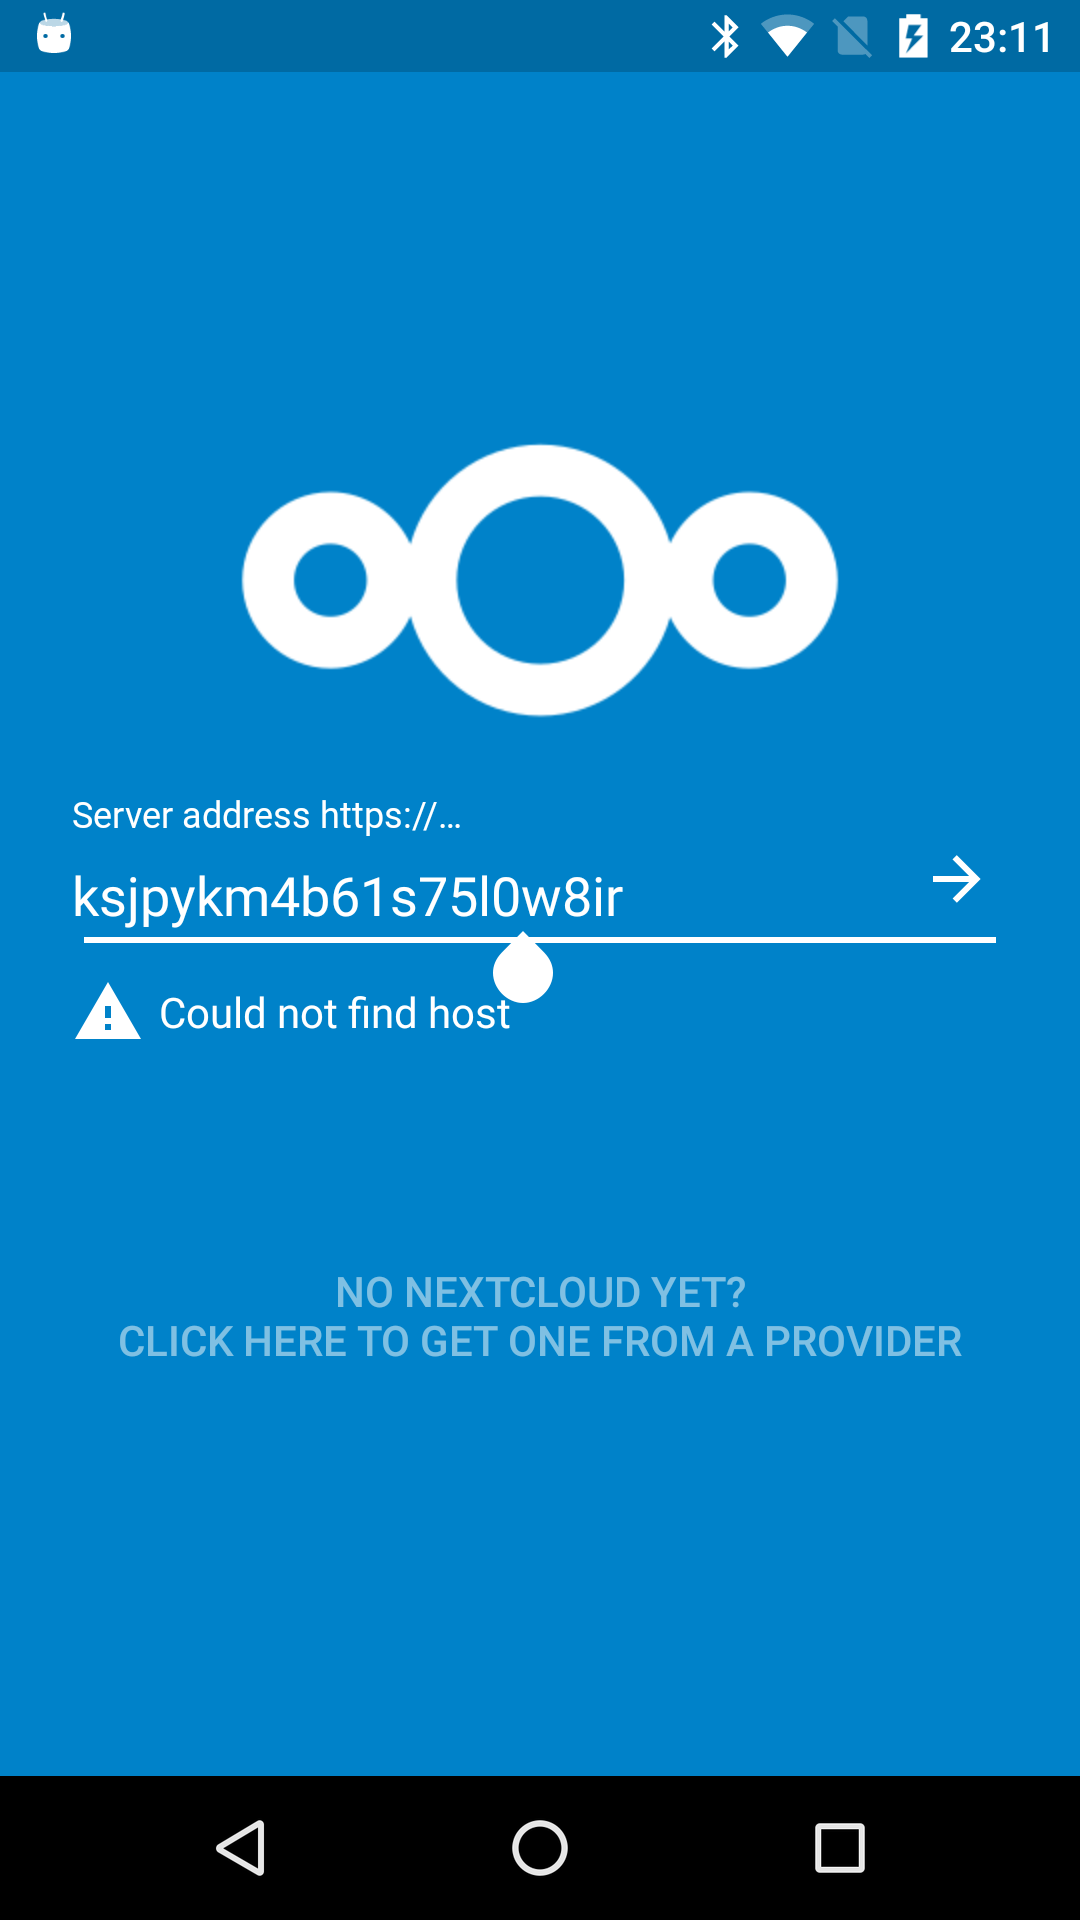 23:11
Server address https://…
ksjpykm4b61s75l0w8ir
Could not find host
NO NEXTCLOUD YET?
CLICK HERE TO GET ONE FROM A PROVIDER